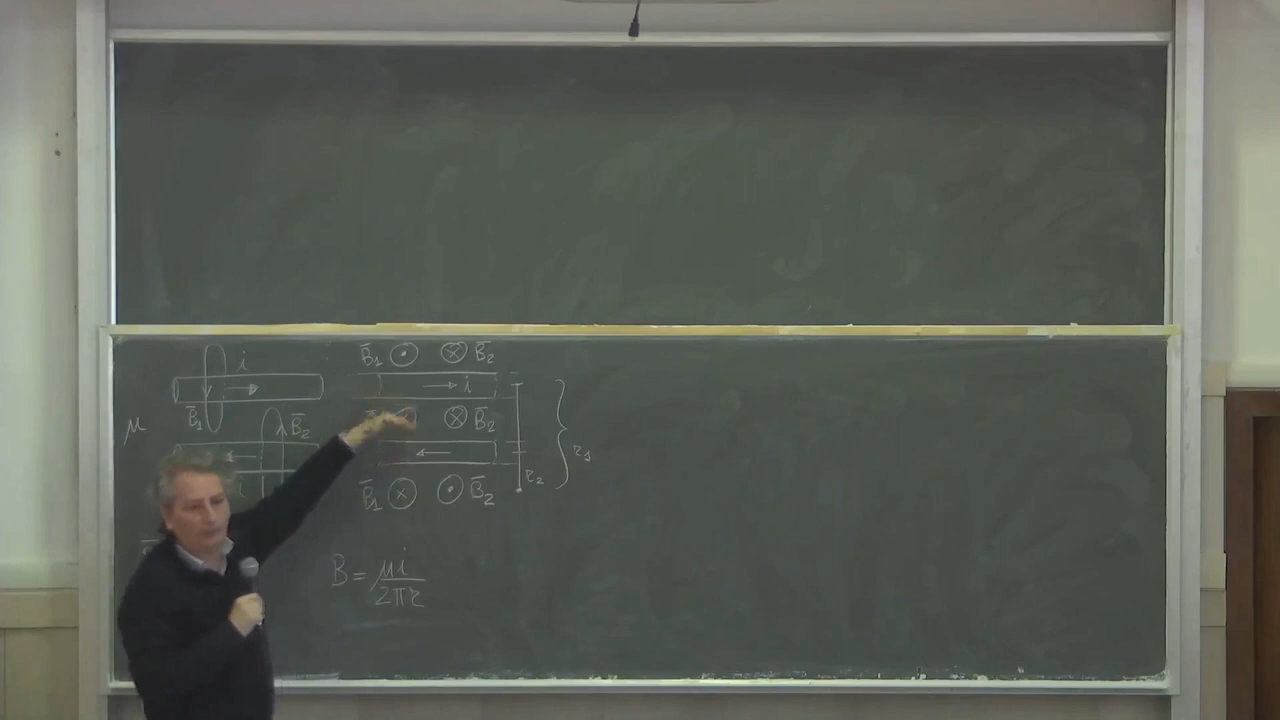 i
B̄₁
μ
B̄₂
i
B̄₁ ⊙ ⊗ B̄₂
→ i
⊗ B̄₂
←
B̄₁ ⊗ ⊙ B̄₂
r₂
r₁
B = μi / 2πr